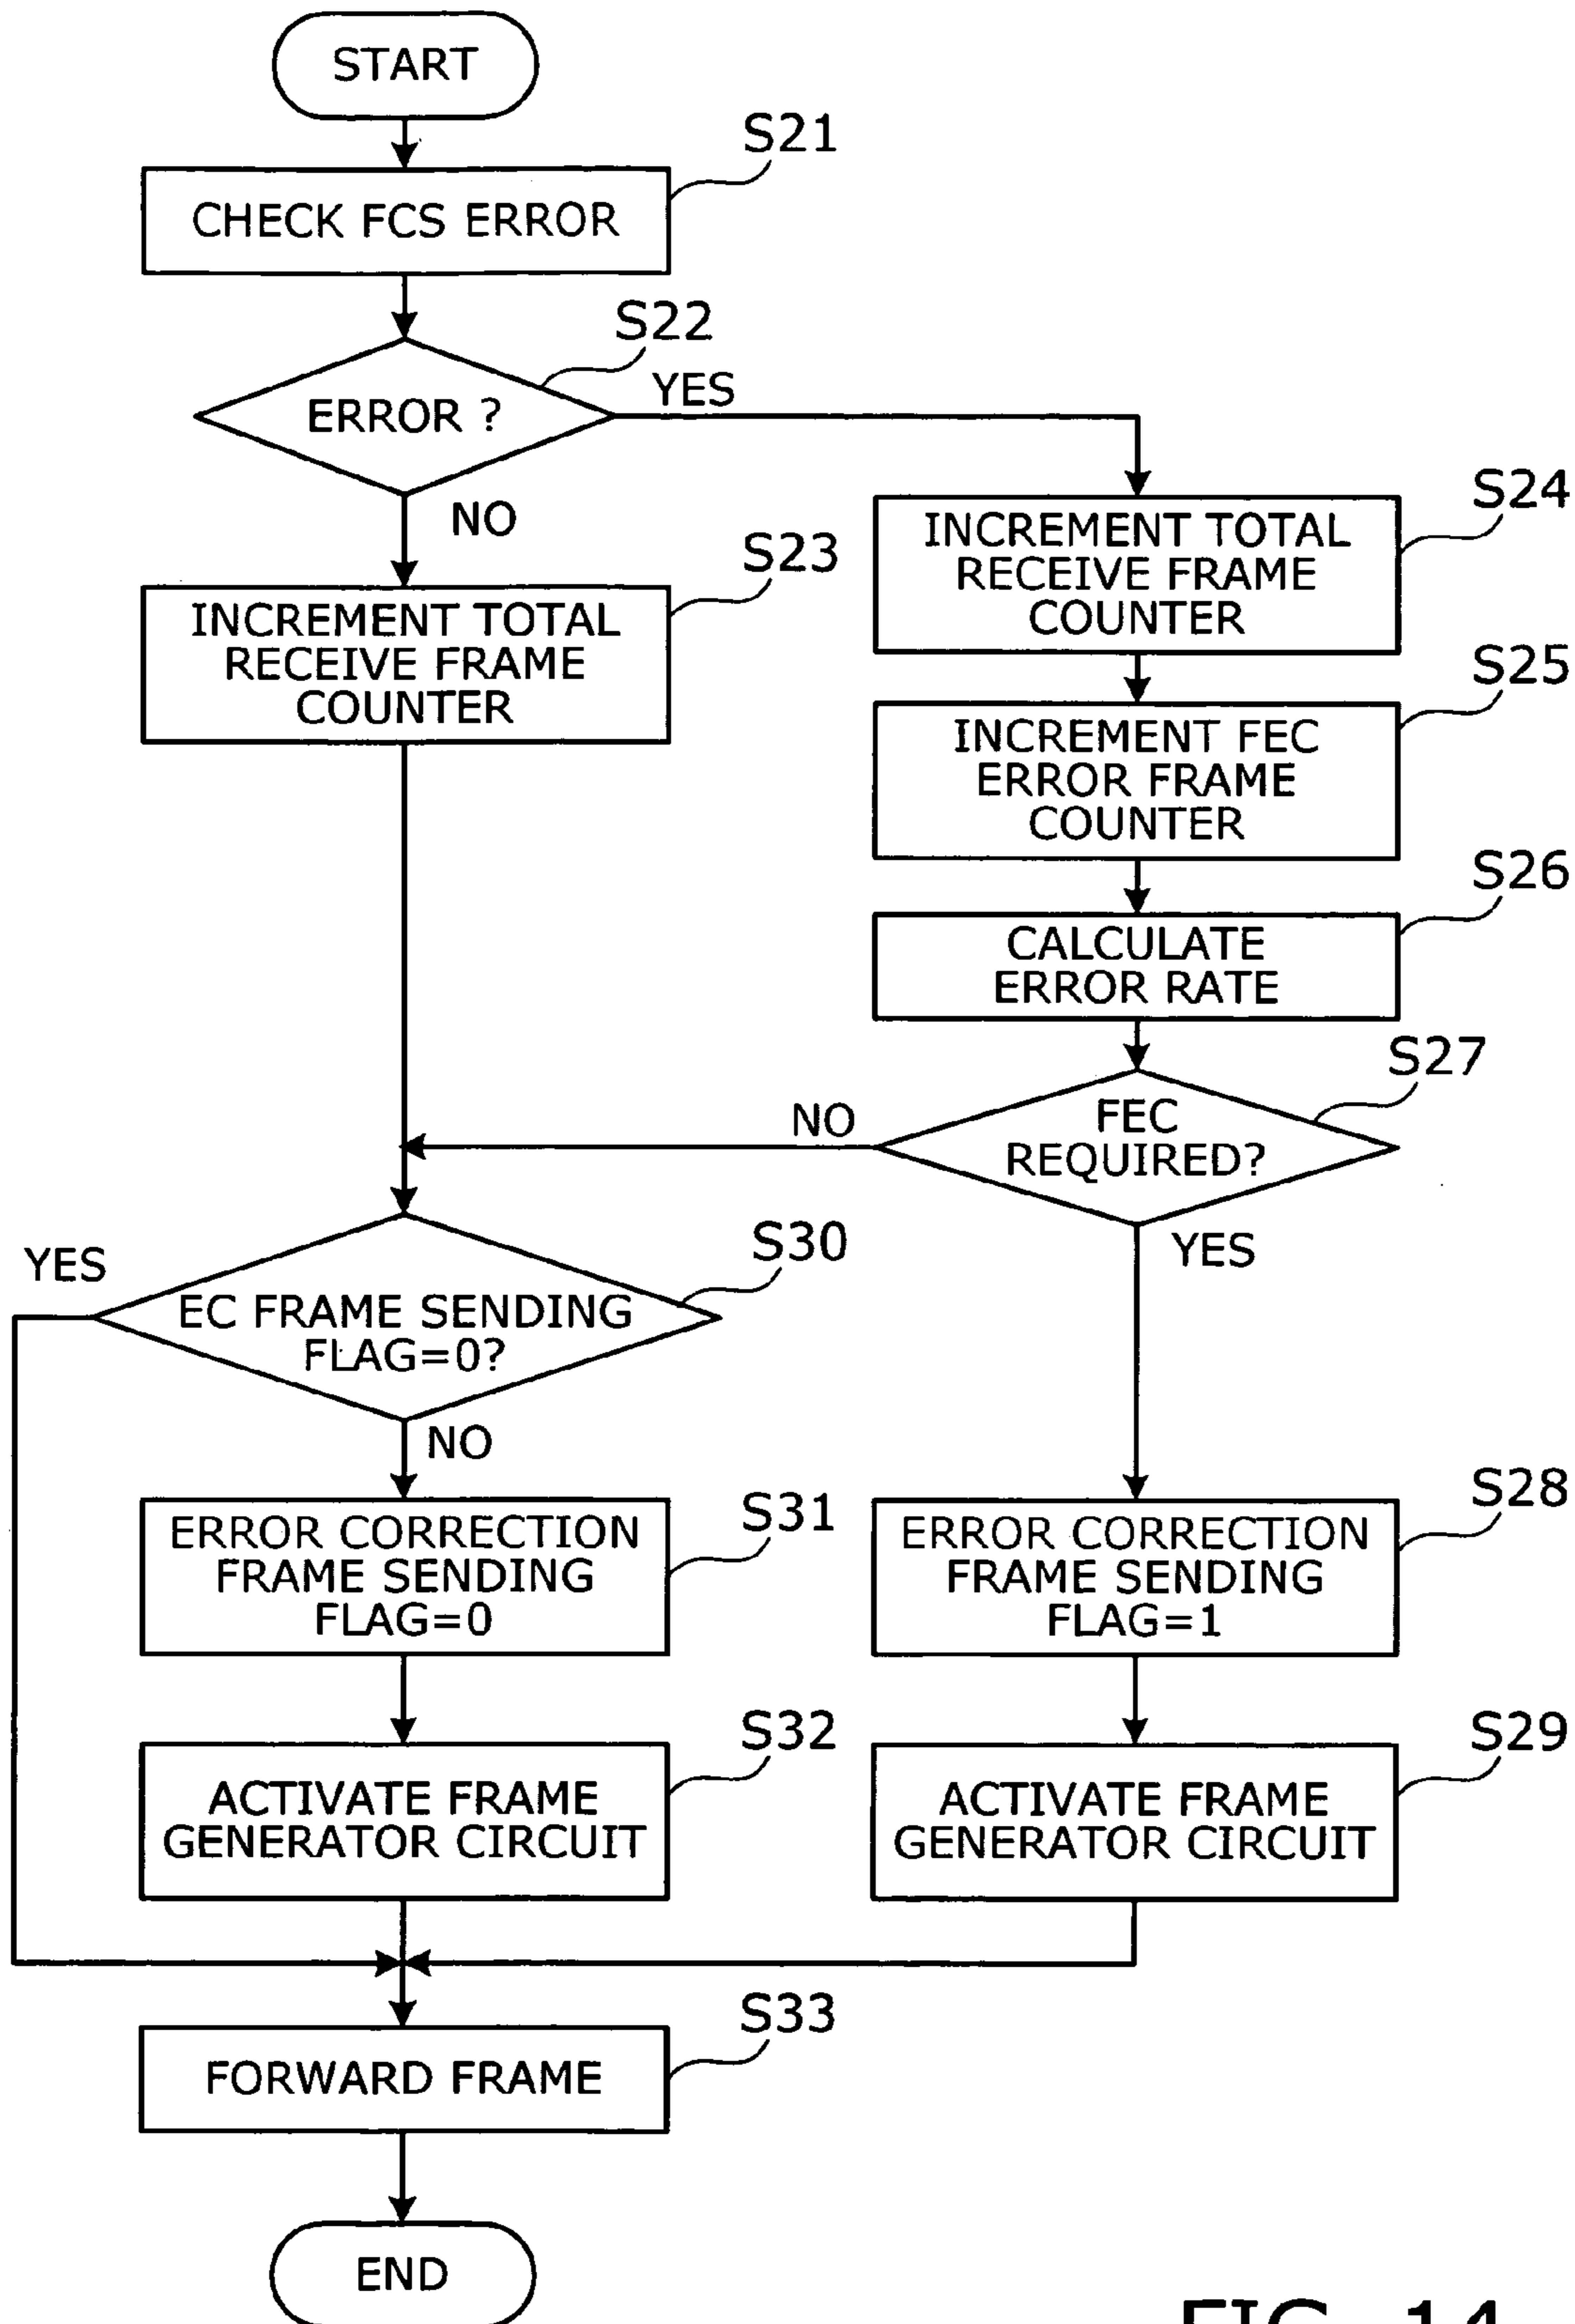 START
S21
CHECK FCS ERROR
S22
ERROR ?
YES
NO
S23
INCREMENT TOTAL
RECEIVE FRAME
COUNTER
S24
INCREMENT TOTAL
RECEIVE FRAME
COUNTER
S25
INCREMENT FEC
ERROR FRAME
COUNTER
S26
CALCULATE
ERROR RATE
S27
FEC
REQUIRED?
NO
YES
S30
EC FRAME SENDING
FLAG=0?
YES
NO
S31
ERROR CORRECTION
FRAME SENDING
FLAG=0
S28
ERROR CORRECTION
FRAME SENDING
FLAG=1
S32
ACTIVATE FRAME
GENERATOR CIRCUIT
S29
ACTIVATE FRAME
GENERATOR CIRCUIT
S33
FORWARD FRAME
END
FIG. 14